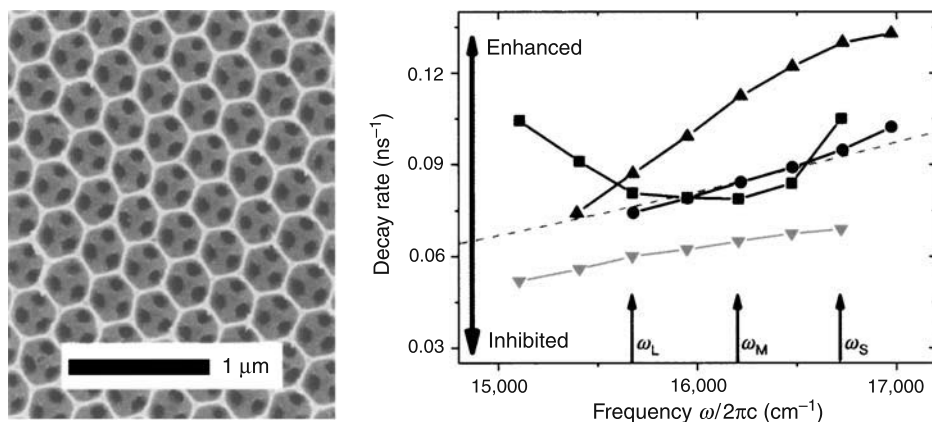 1 μm
Enhanced
Inhibited
0.12
0.09
0.06
0.03
Decay rate (ns⁻¹)
ω_L
ω_M
ω_S
15,000
16,000
17,000
Frequency ω/2πc (cm⁻¹)